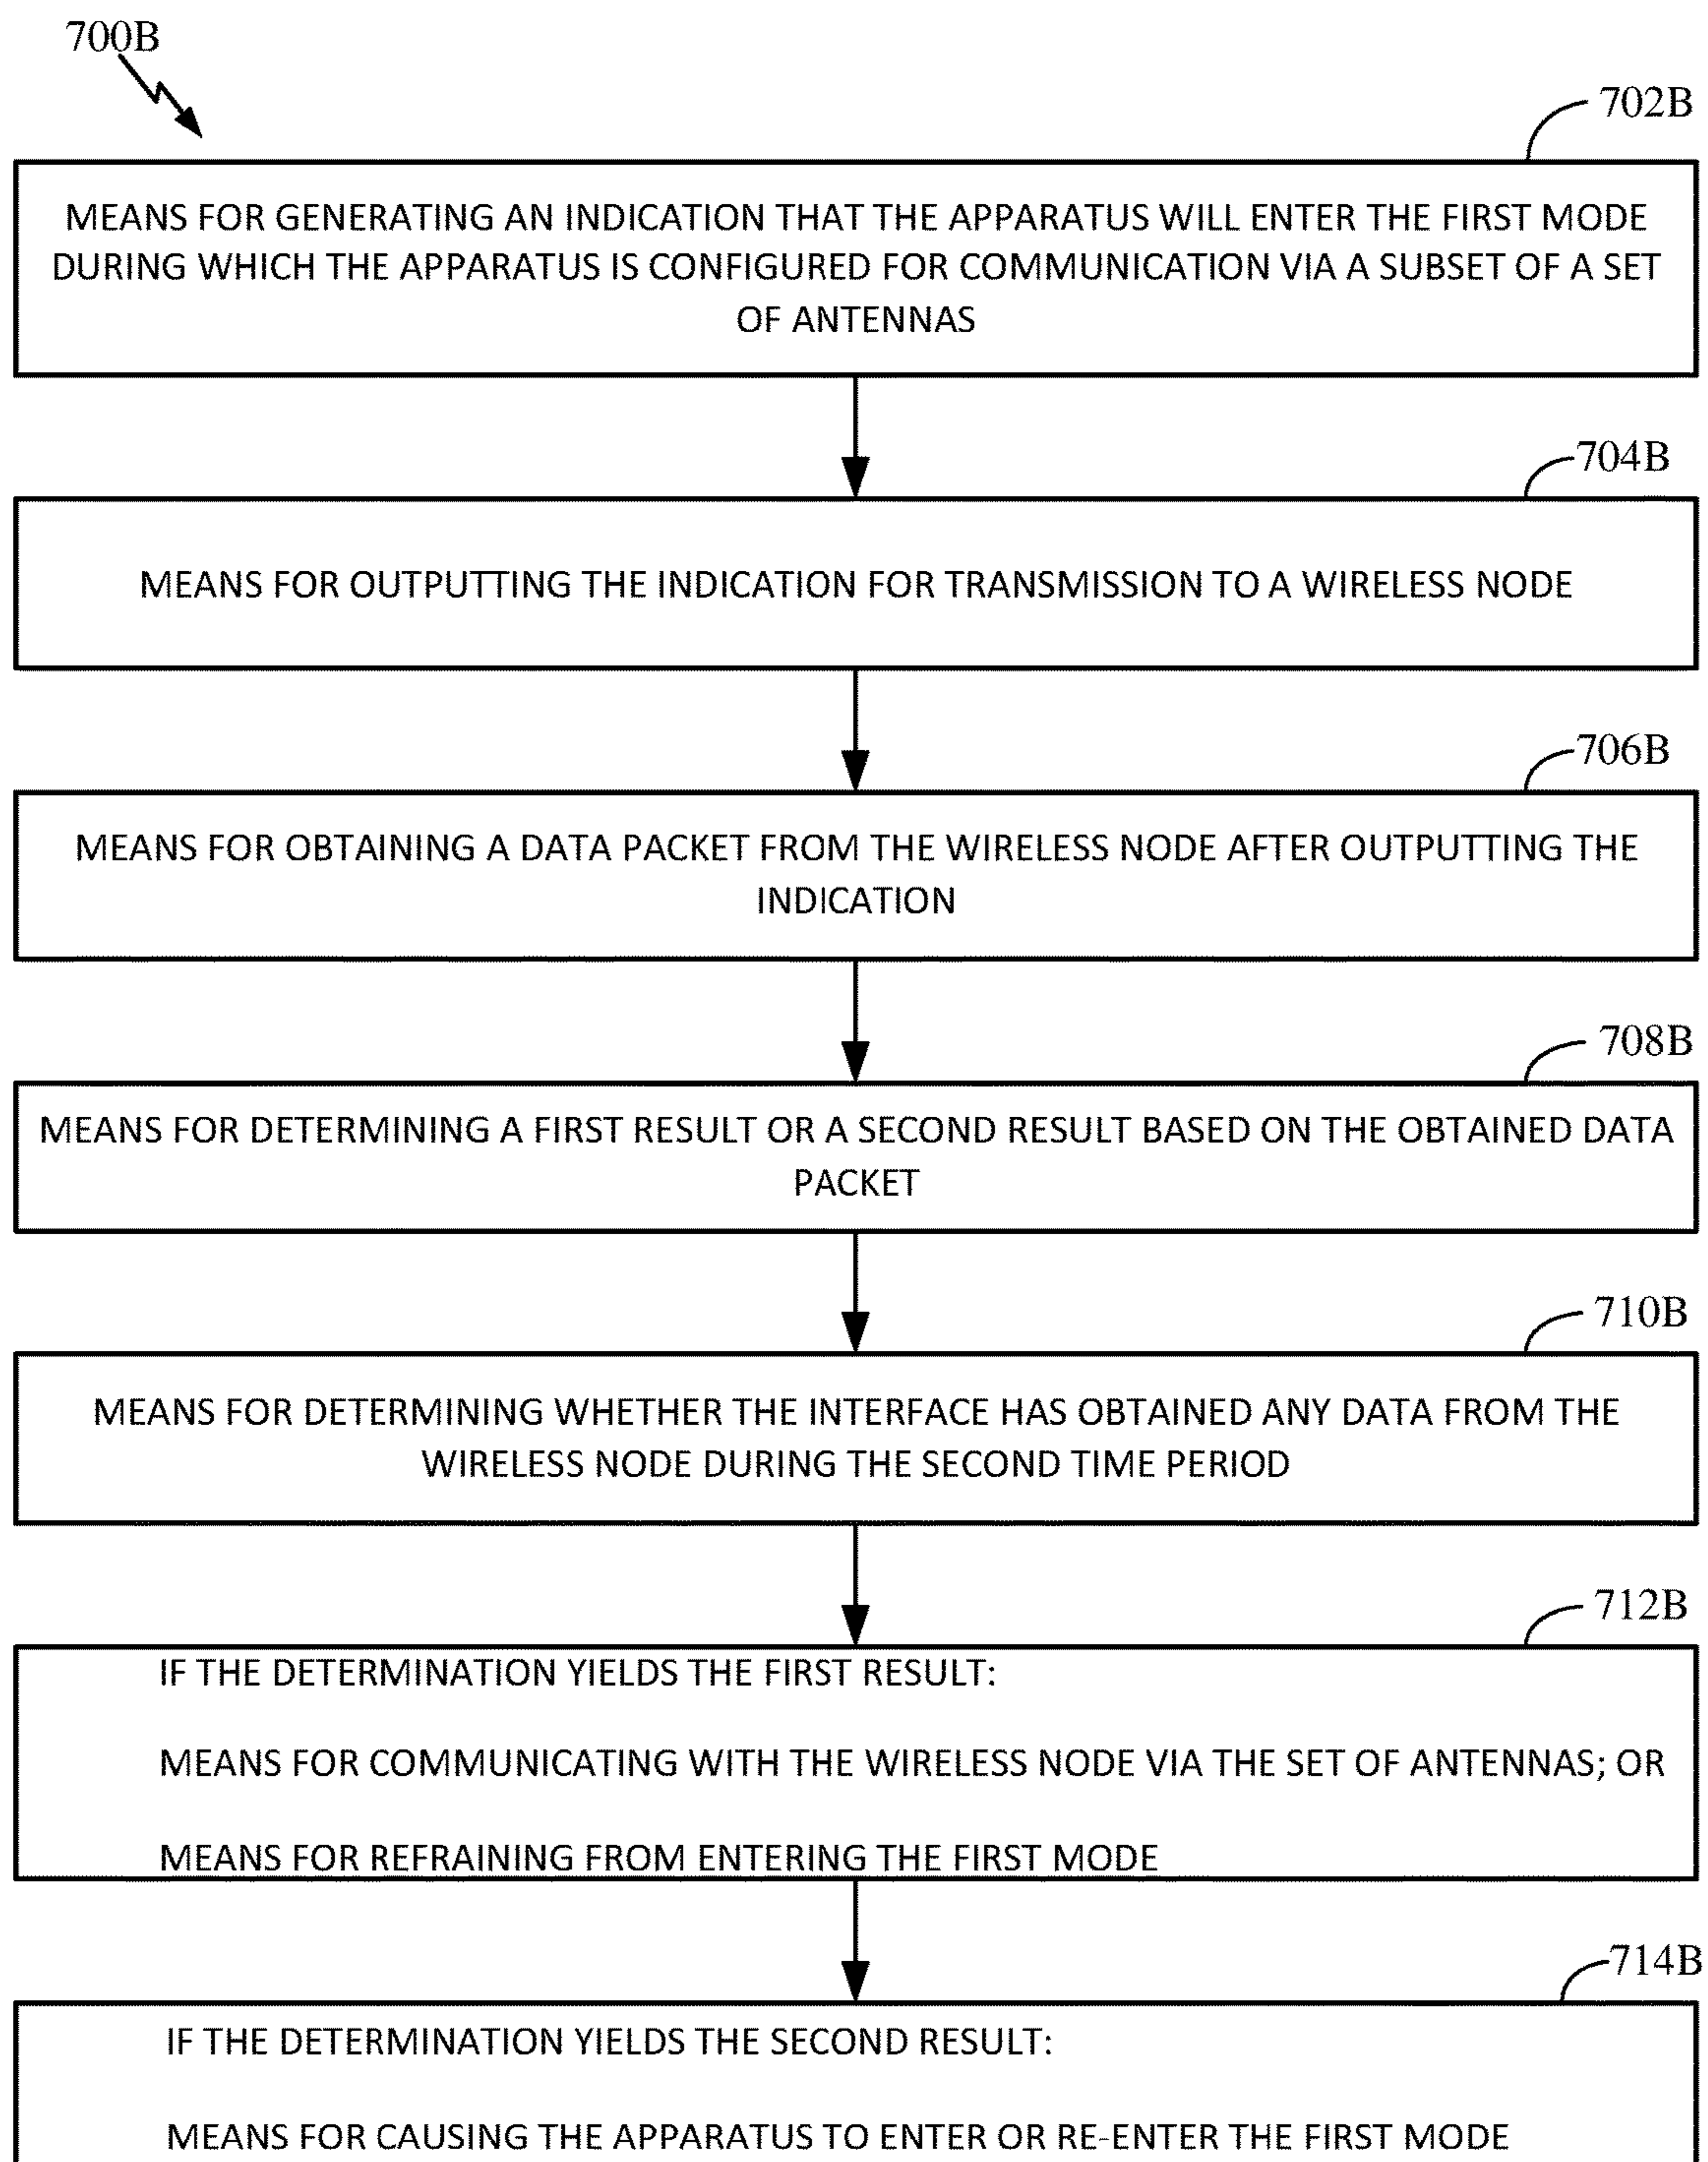 700B
702B
MEANS FOR GENERATING AN INDICATION THAT THE APPARATUS WILL ENTER THE FIRST MODE
DURING WHICH THE APPARATUS IS CONFIGURED FOR COMMUNICATION VIA A SUBSET OF A SET
OF ANTENNAS
704B
MEANS FOR OUTPUTTING THE INDICATION FOR TRANSMISSION TO A WIRELESS NODE
706B
MEANS FOR OBTAINING A DATA PACKET FROM THE WIRELESS NODE AFTER OUTPUTTING THE
INDICATION
708B
MEANS FOR DETERMINING A FIRST RESULT OR A SECOND RESULT BASED ON THE OBTAINED DATA
PACKET
710B
MEANS FOR DETERMINING WHETHER THE INTERFACE HAS OBTAINED ANY DATA FROM THE
WIRELESS NODE DURING THE SECOND TIME PERIOD
712B
IF THE DETERMINATION YIELDS THE FIRST RESULT:
MEANS FOR COMMUNICATING WITH THE WIRELESS NODE VIA THE SET OF ANTENNAS; OR
MEANS FOR REFRAINING FROM ENTERING THE FIRST MODE
714B
IF THE DETERMINATION YIELDS THE SECOND RESULT:
MEANS FOR CAUSING THE APPARATUS TO ENTER OR RE-ENTER THE FIRST MODE